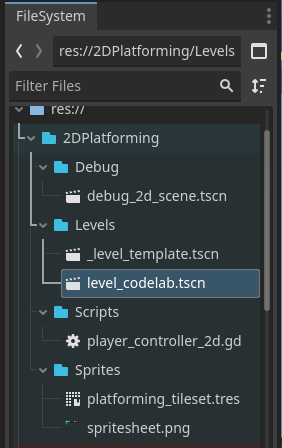 FileSystem
res://2DPlatforming/Levels
Filter Files
res://
2DPlatforming
Debug
debug_2d_scene.tscn
Levels
_level_template.tscn
level_codelab.tscn
Scripts
player_controller_2d.gd
Sprites
platforming_tileset.tres
spritesheet.png